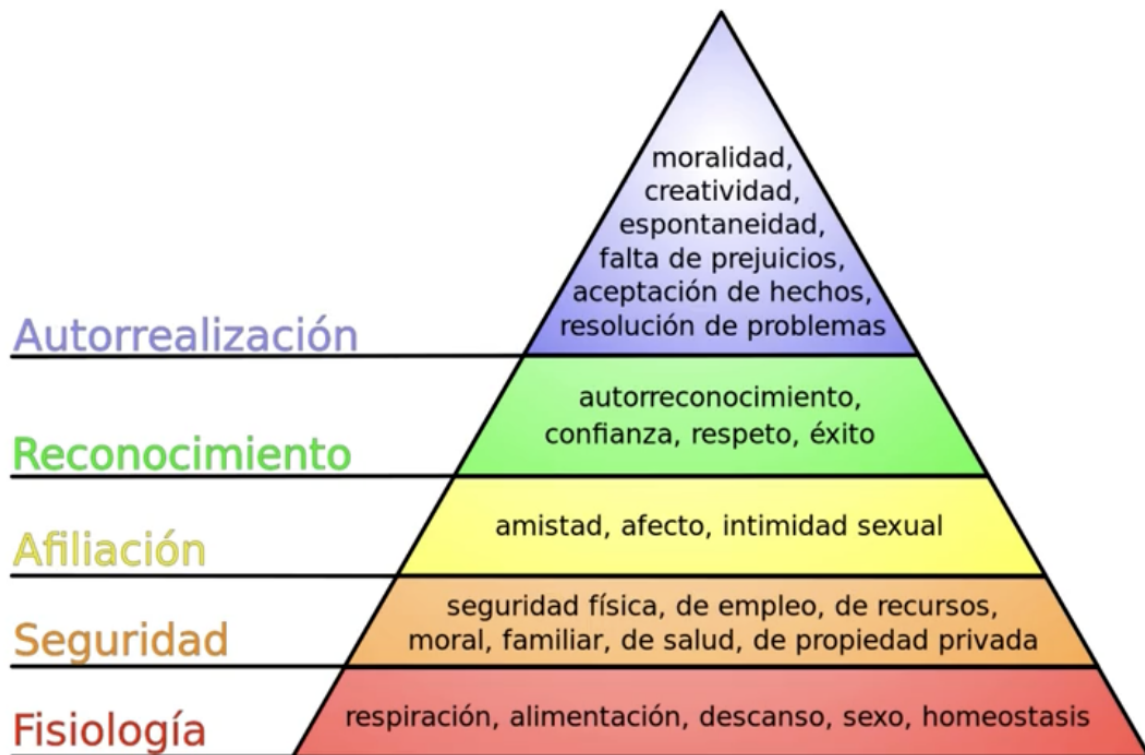 moralidad,
creatividad,
espontaneidad,
falta de prejuicios,
aceptación de hechos,
resolución de problemas
Autorrealización
autorreconocimiento,
confianza, respeto, éxito
Reconocimiento
amistad, afecto, intimidad sexual
Afiliación
seguridad física, de empleo, de recursos,
moral, familiar, de salud, de propiedad privada
Seguridad
respiración, alimentación, descanso, sexo, homeostasis
Fisiología